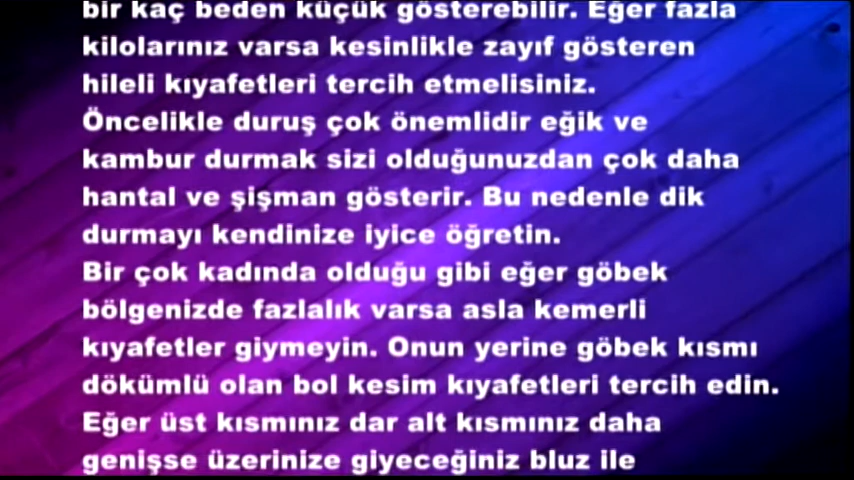 bir kaç beden küçük gösterebilir. Eğer fazla
kilolarınız varsa kesinlikle zayıf gösteren
hileli kıyafetleri tercih etmelisiniz.
Öncelikle duruş çok önemlidir eğik ve
kambur durmak sizi olduğunuzdan çok daha
hantal ve şişman gösterir. Bu nedenle dik
durmayı kendinize iyice öğretin.
Bir çok kadında olduğu gibi eğer göbek
bölgenizde fazlalık varsa asla kemerli
kıyafetler giymeyin. Onun yerine göbek kısmı
dökümlü olan bol kesim kıyafetleri tercih edin.
Eğer üst kısmınız dar alt kısmınız daha
genişse üzerinize giyeceğiniz bluz ile